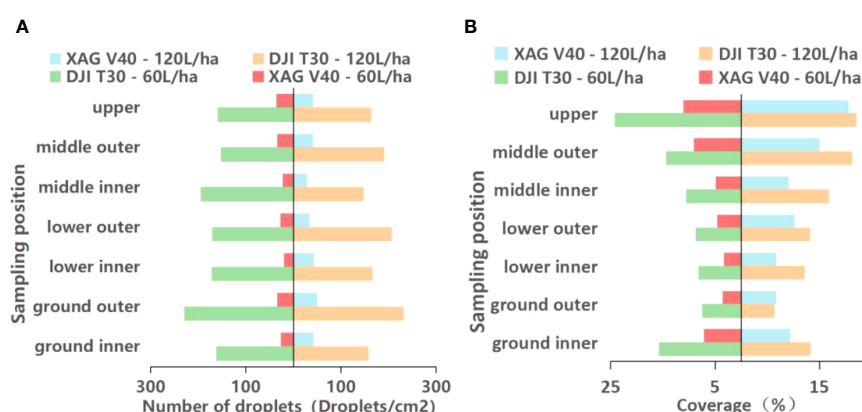 A
XAG V40 - 120L/ha DJI T30 - 120L/ha
DJI T30 - 60L/ha XAG V40 - 60L/ha
Sampling position
upper
middle outer
middle inner
lower outer
lower inner
ground outer
ground inner
300 100 100 300
Number of droplets (Droplets/cm2)
B
XAG V40 - 120L/ha DJI T30 - 120L/ha
DJI T30 - 60L/ha XAG V40 - 60L/ha
Sampling position
upper
middle outer
middle inner
lower outer
lower inner
ground outer
ground inner
25 5 15
Coverage (%)